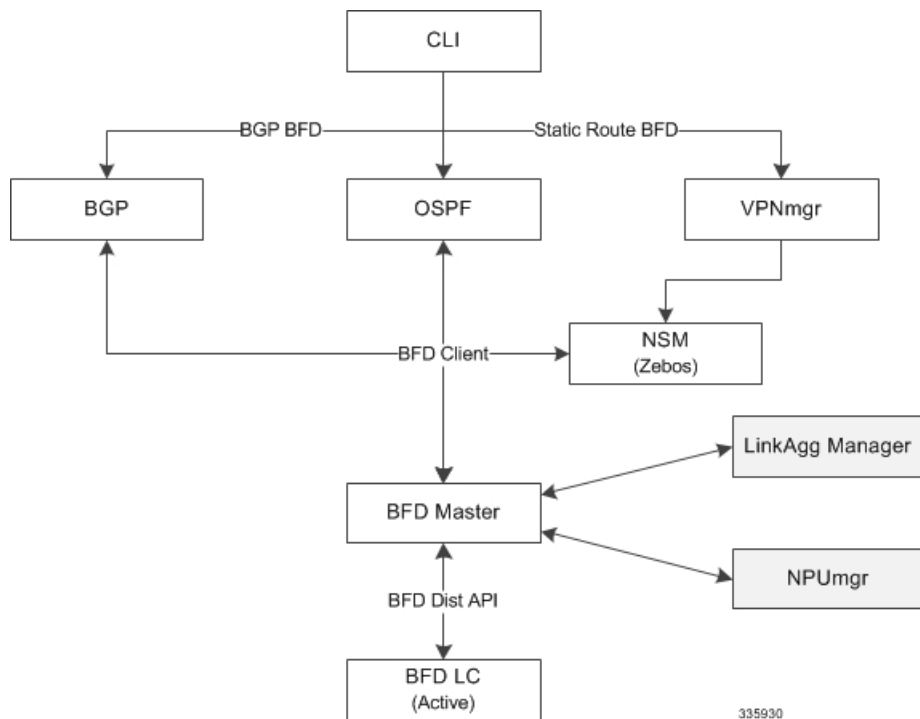 CLI
BGP BFD
Static Route BFD
BGP
OSPF
VPNmgr
BFD Client
NSM
(Zebos)
LinkAgg Manager
BFD Master
NPUmgr
BFD Dist API
BFD LC
(Active)
335930